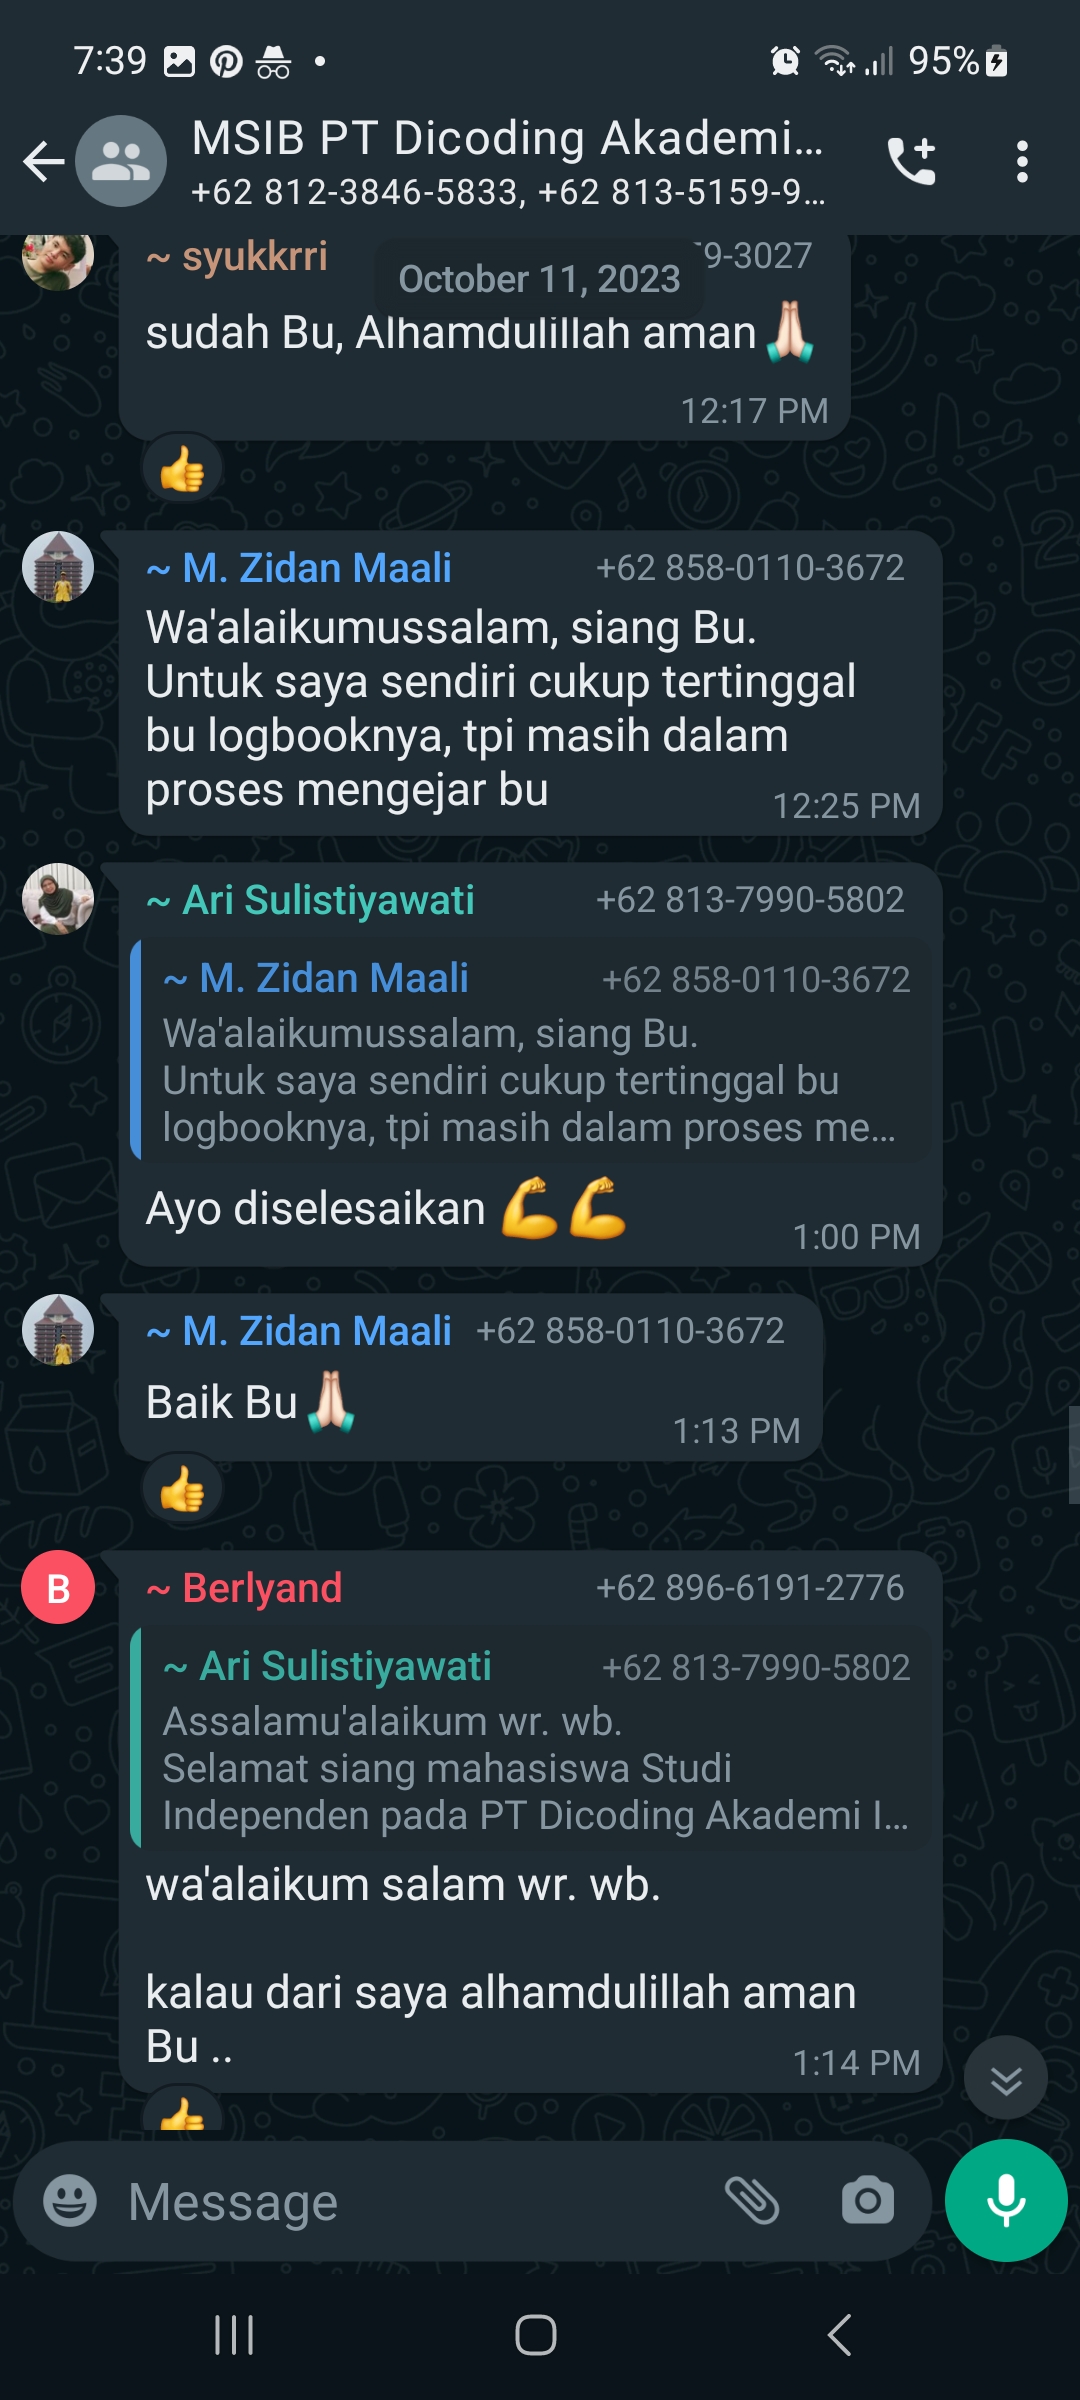 7:39
95%
MSIB PT Dicoding Akademi...
+62 812-3846-5833, +62 813-5159-9...
~ syukkrri 9-3027
October 11, 2023
sudah Bu, Alhamdulillah aman🙏🏻
12:17 PM
👍
~ M. Zidan Maali +62 858-0110-3672
Wa'alaikumussalam, siang Bu.
Untuk saya sendiri cukup tertinggal
bu logbooknya, tpi masih dalam
proses mengejar bu
12:25 PM
~ Ari Sulistiyawati +62 813-7990-5802
~ M. Zidan Maali +62 858-0110-3672
Wa'alaikumussalam, siang Bu.
Untuk saya sendiri cukup tertinggal bu
logbooknya, tpi masih dalam proses me...
Ayo diselesaikan 💪💪
1:00 PM
~ M. Zidan Maali +62 858-0110-3672
Baik Bu🙏🏻
1:13 PM
👍
B
~ Berlyand +62 896-6191-2776
~ Ari Sulistiyawati +62 813-7990-5802
Assalamu'alaikum wr. wb.
Selamat siang mahasiswa Studi
Independen pada PT Dicoding Akademi I...
wa'alaikum salam wr. wb.
kalau dari saya alhamdulillah aman
Bu ..
1:14 PM
👍
Message